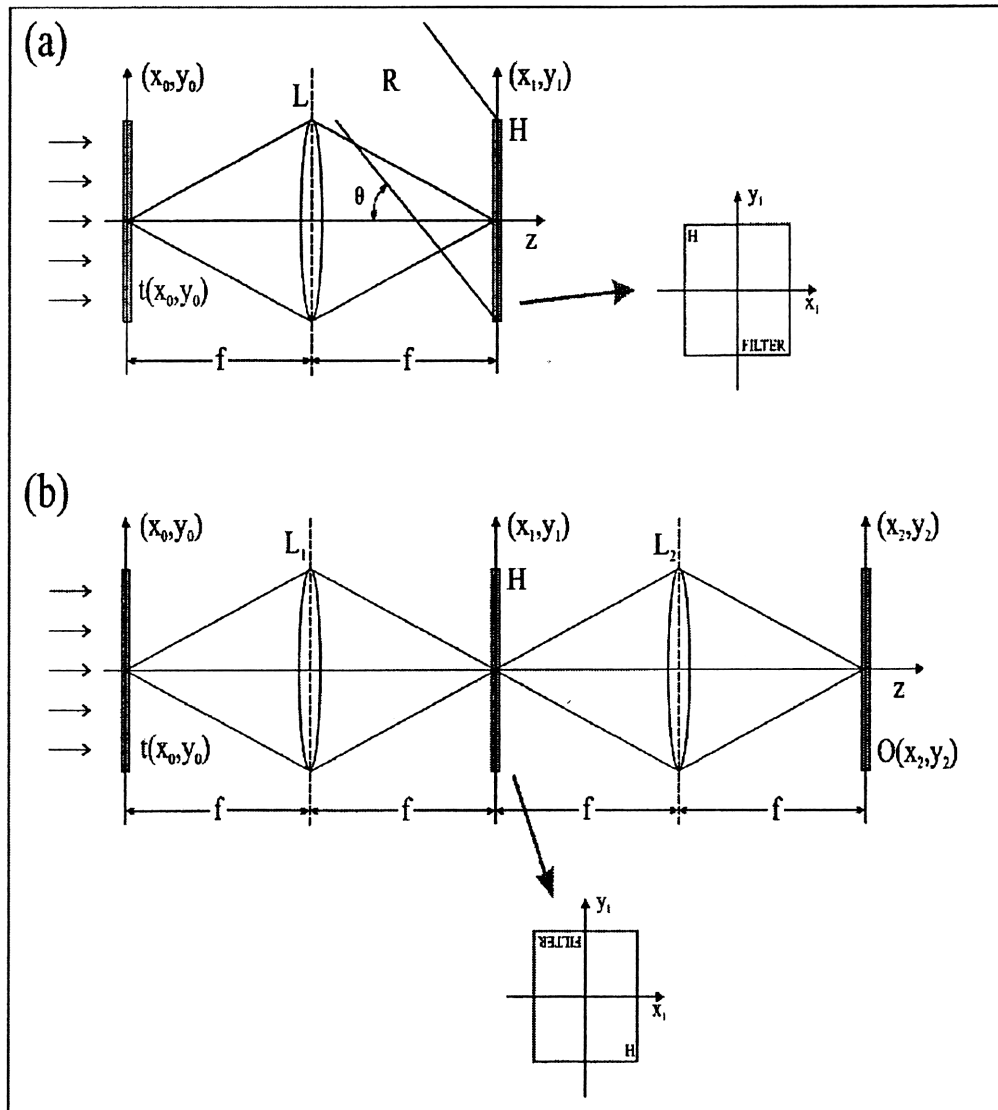 (a)
(x₀,y₀)
L
R
(x₁,y₁)
H
θ
z
t(x₀,y₀)
f
f
y₁
H
x₁
FILTER
(b)
(x₀,y₀)
L₁
(x₁,y₁)
H
L₂
(x₂,y₂)
z
t(x₀,y₀)
O(x₂,y₂)
f
f
f
f
y₁
FILTER
x₁
H